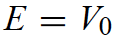 E = V₀